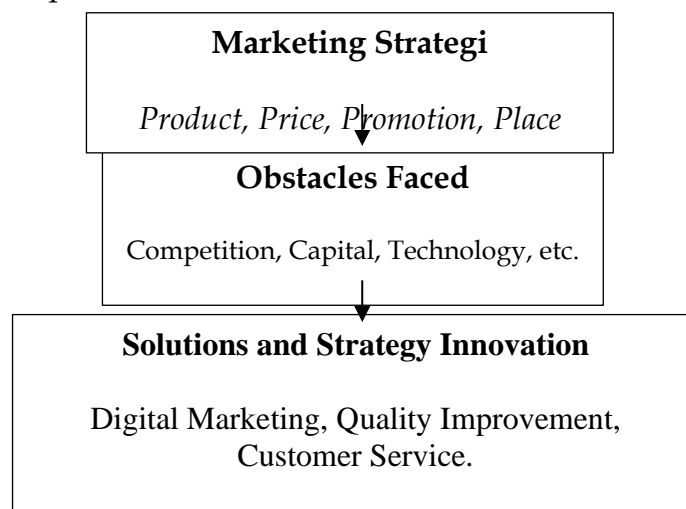 Marketing Strategi
Product, Price, Promotion, Place
Obstacles Faced
Competition, Capital, Technology, etc.
Solutions and Strategy Innovation
Digital Marketing, Quality Improvement,
Customer Service.